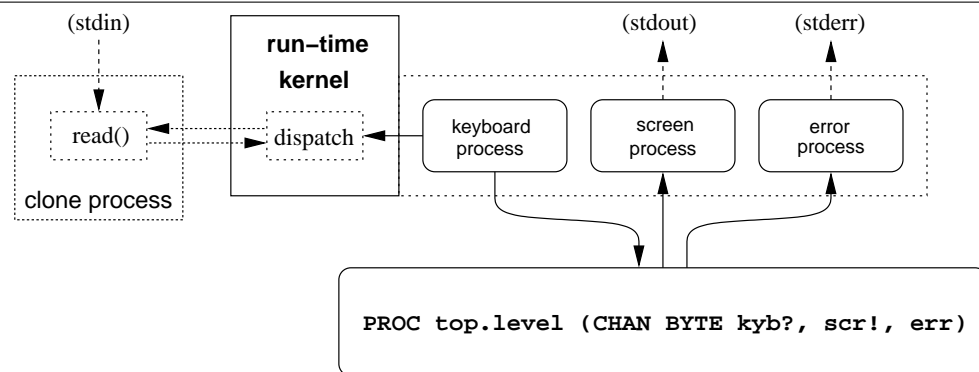 (stdin)
run−time
kernel
(stdout)
(stderr)
read()
dispatch
keyboard
process
screen
process
error
process
clone process
PROC top.level (CHAN BYTE kyb?, scr!, err)